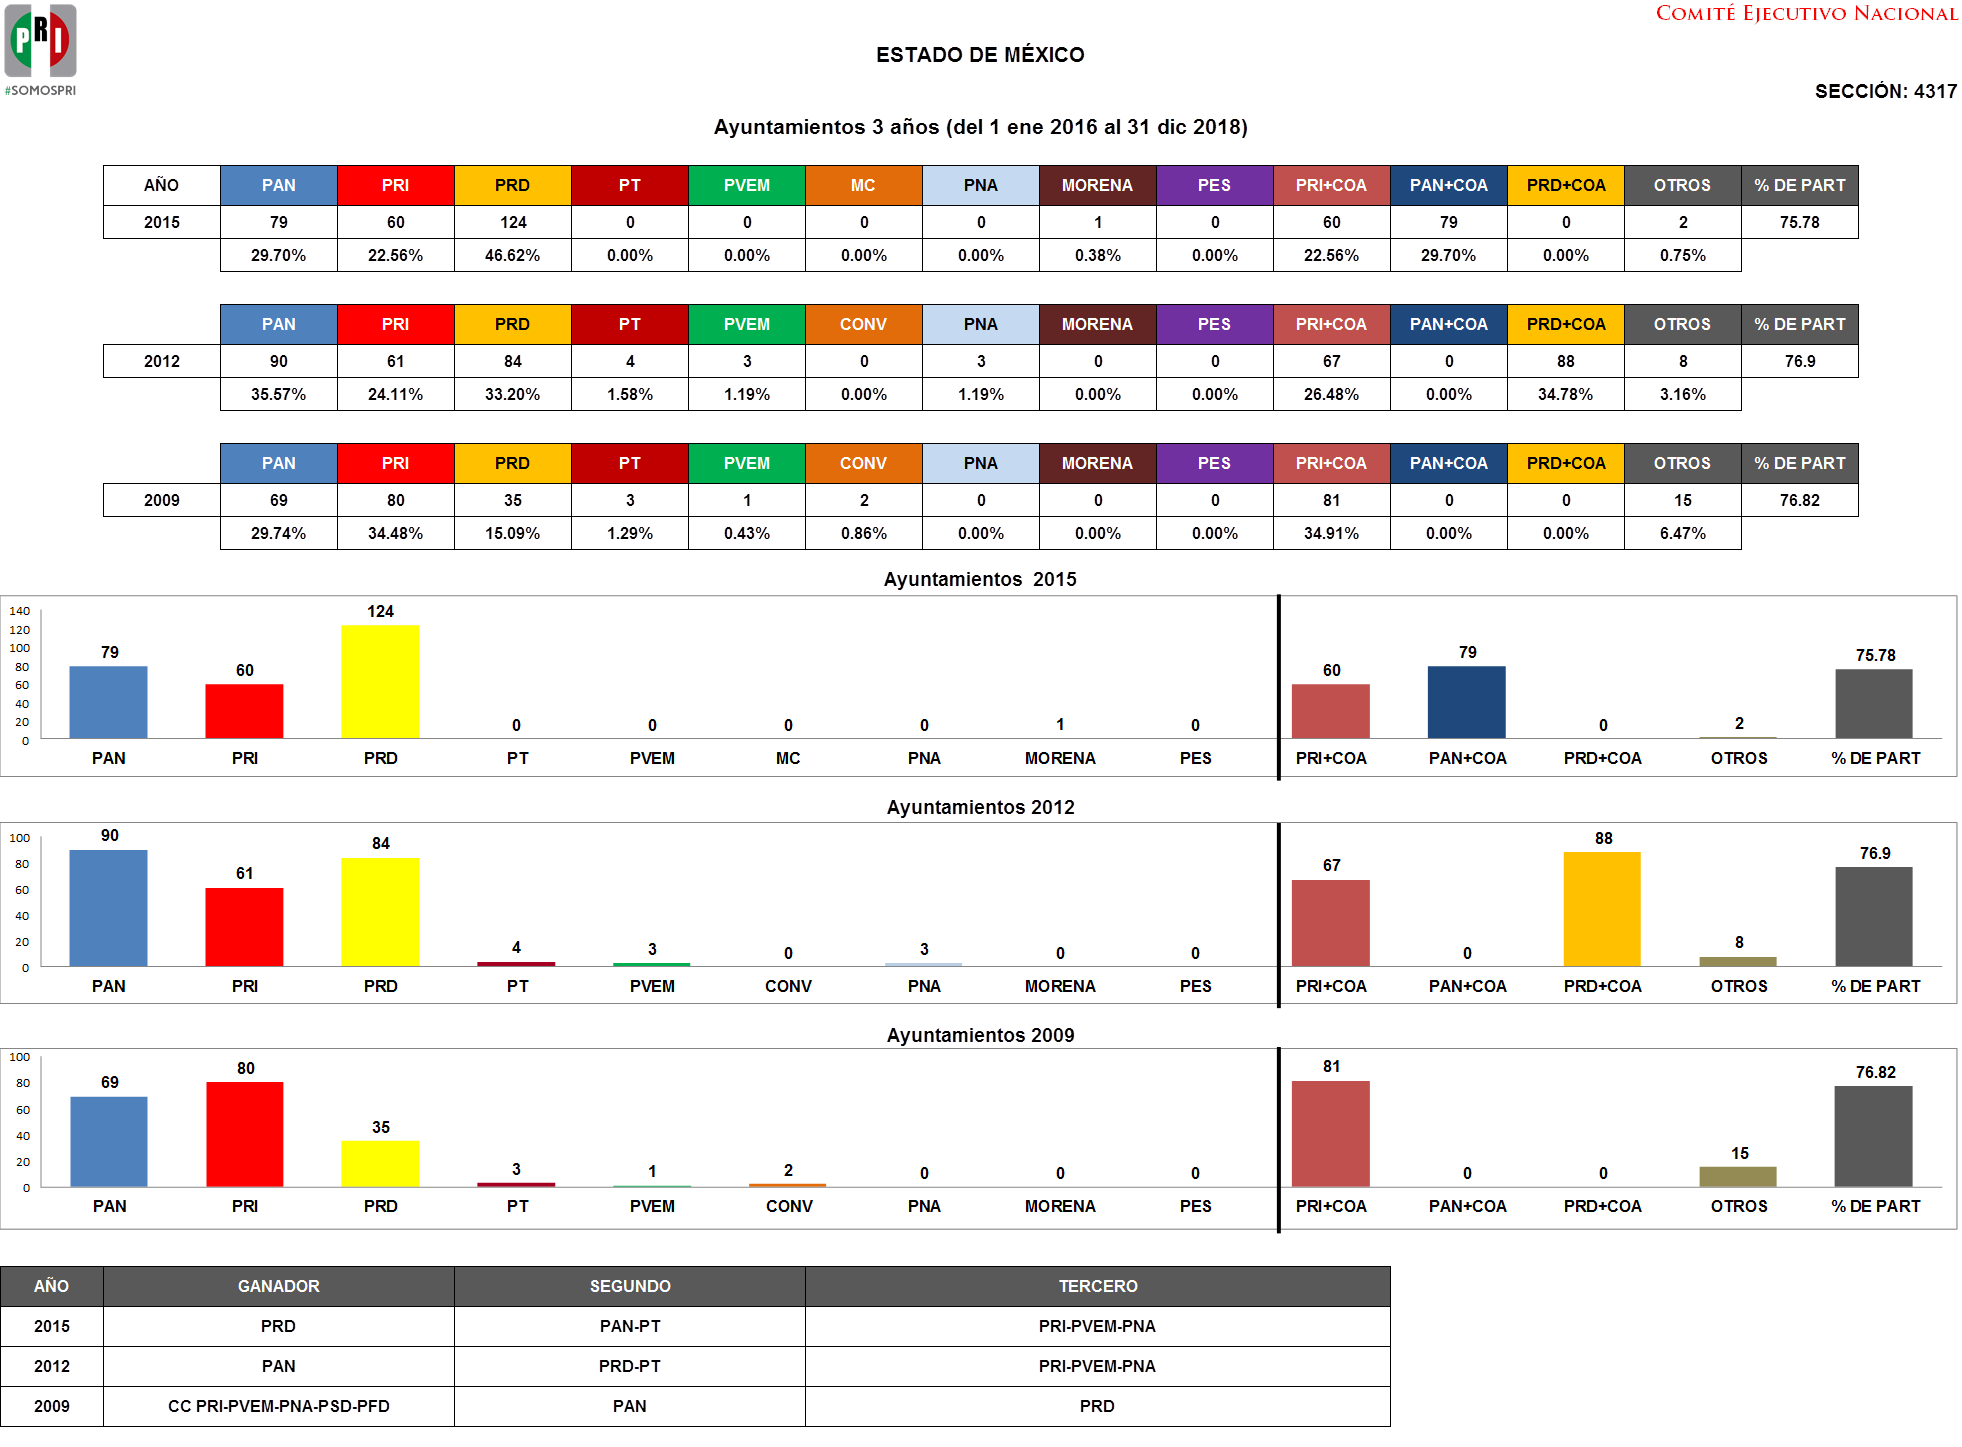 PRI
#SOMOSPRI
COMITÉ EJECUTIVO NACIONAL
ESTADO DE MÉXICO
SECCIÓN: 4317
Ayuntamientos 3 años (del 1 ene 2016 al 31 dic 2018)
AÑO PAN PRI PRD PT PVEM MC PNA MORENA PES PRI+COA PAN+COA PRD+COA OTROS % DE PART
2015 79 60 124 0 0 0 0 1 0 60 79 0 2 75.78
29.70% 22.56% 46.62% 0.00% 0.00% 0.00% 0.00% 0.38% 0.00% 22.56% 29.70% 0.00% 0.75%
PAN PRI PRD PT PVEM CONV PNA MORENA PES PRI+COA PAN+COA PRD+COA OTROS % DE PART
2012 90 61 84 4 3 0 3 0 0 67 0 88 8 76.9
35.57% 24.11% 33.20% 1.58% 1.19% 0.00% 1.19% 0.00% 0.00% 26.48% 0.00% 34.78% 3.16%
PAN PRI PRD PT PVEM CONV PNA MORENA PES PRI+COA PAN+COA PRD+COA OTROS % DE PART
2009 69 80 35 3 1 2 0 0 0 81 0 0 15 76.82
29.74% 34.48% 15.09% 1.29% 0.43% 0.86% 0.00% 0.00% 0.00% 34.91% 0.00% 0.00% 6.47%
Ayuntamientos 2015
140
120
100
80
60
40
20
0
79 60 124 0 0 0 0 1 0 60 79 0 2 75.78
PAN PRI PRD PT PVEM MC PNA MORENA PES PRI+COA PAN+COA PRD+COA OTROS % DE PART
Ayuntamientos 2012
100
80
60
40
20
0
90 61 84 4 3 0 3 0 0 67 0 88 8 76.9
PAN PRI PRD PT PVEM CONV PNA MORENA PES PRI+COA PAN+COA PRD+COA OTROS % DE PART
Ayuntamientos 2009
100
80
60
40
20
0
69 80 35 3 1 2 0 0 0 81 0 0 15 76.82
PAN PRI PRD PT PVEM CONV PNA MORENA PES PRI+COA PAN+COA PRD+COA OTROS % DE PART
AÑO GANADOR SEGUNDO TERCERO
2015 PRD PAN-PT PRI-PVEM-PNA
2012 PAN PRD-PT PRI-PVEM-PNA
2009 CC PRI-PVEM-PNA-PSD-PFD PAN PRD